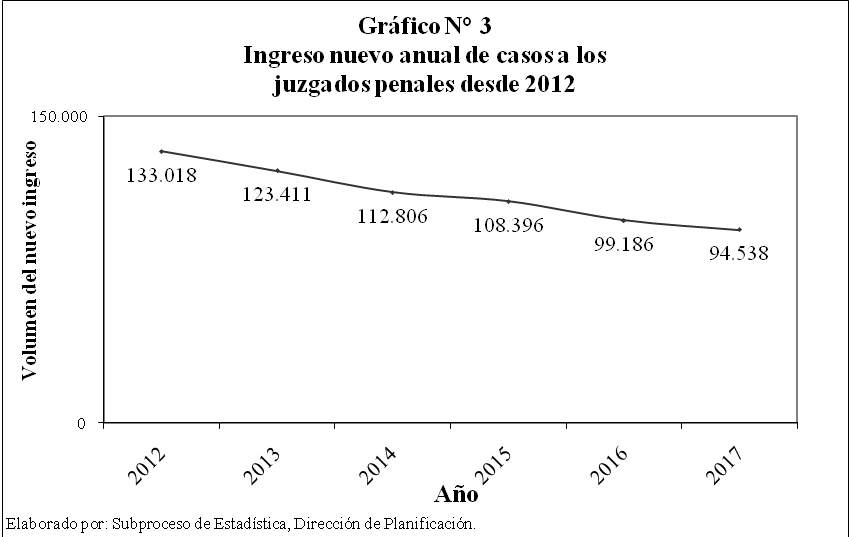 Gráfico N° 3
Ingreso nuevo anual de casos a los
juzgados penales desde 2012
150.000
0
Volumen del nuevo ingreso
133.018
123.411
112.806
108.396
99.186
94.538
2012
2013
2014
2015
2016
2017
Año
Elaborado por: Subproceso de Estadística, Dirección de Planificación.